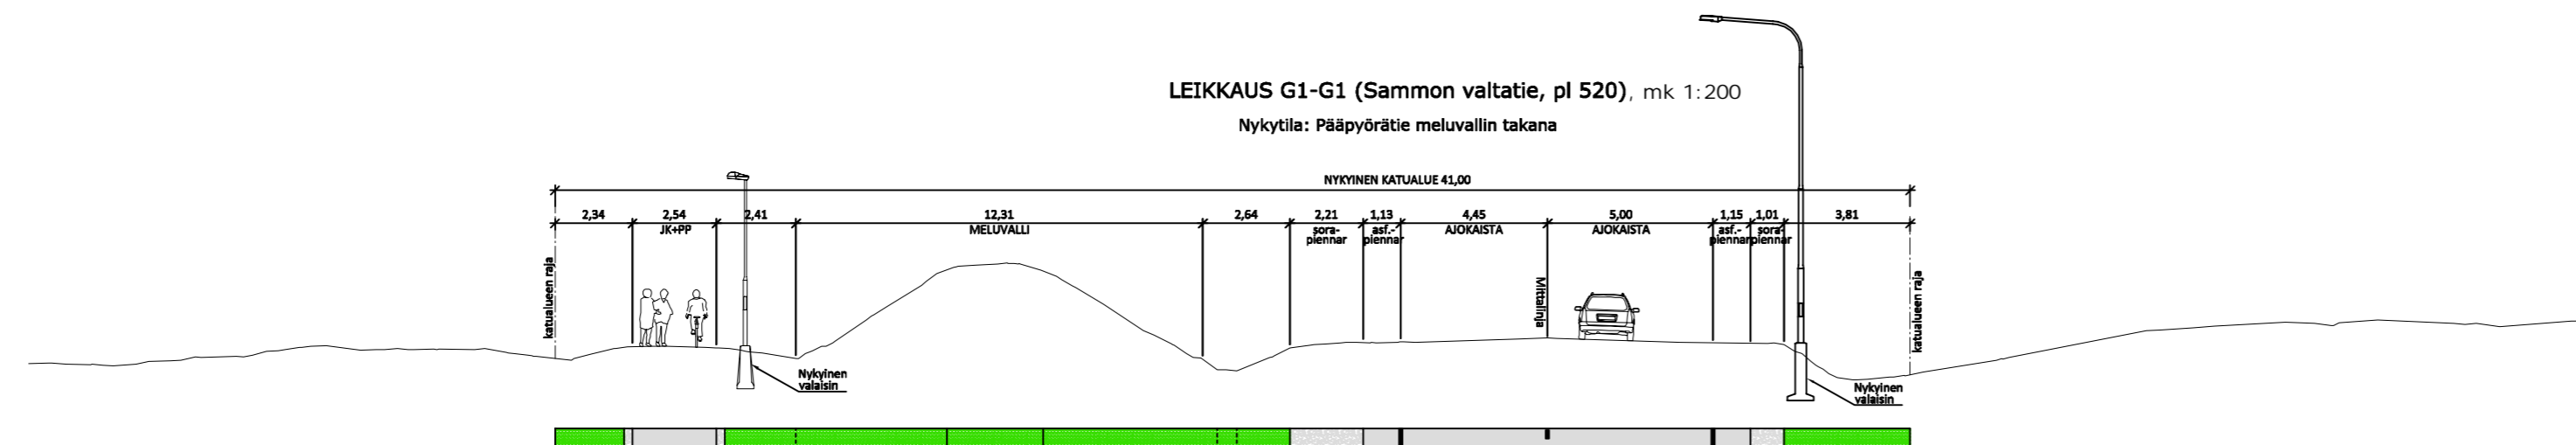 LEIKKAUS G1-G1 (Sammon valtatie, pl 520), mk 1:200
Nykytila: Pääpyörätie meluvallin takana
NYKYINEN KATUALUE 41,00
2,34 2,54 2,41 12,31 2,64 2,21 1,13 4,45 5,00 1,15 1,01 3,81
JK+PP MELUVALLI sora- asf.- AJOKAISTA AJOKAISTA asf.- sora-
piennar piennar piennar piennar
katualueen raja
Mittalinja
katualueen raja
Nykyinen
valaisin
Nykyinen
valaisin